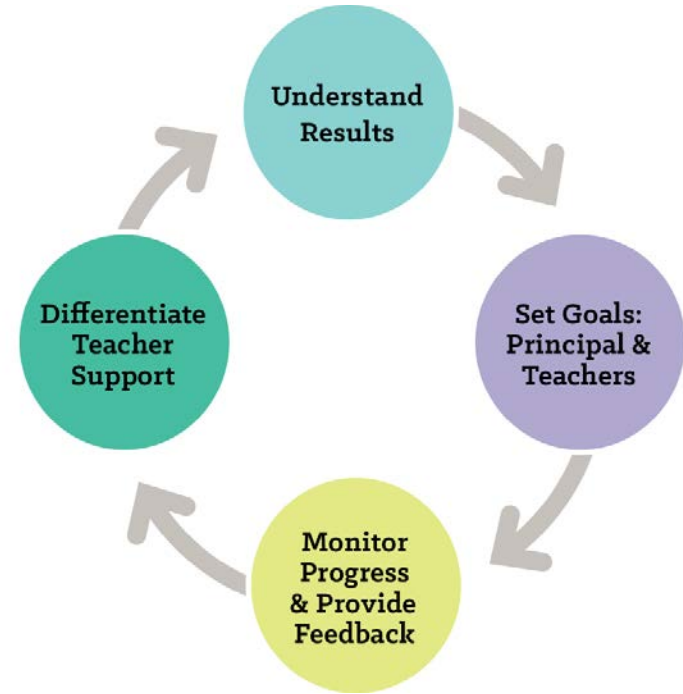 Understand
Results
Set Goals:
Principal &
Teachers
Monitor
Progress
& Provide
Feedback
Differentiate
Teacher
Support